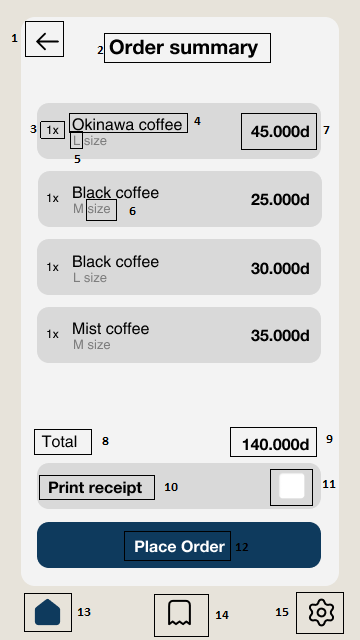 1
2 Order summary
3 1x Okinawa coffee 4
L size
45.000d 7
5
1x Black coffee
M size 6
25.000d
1x Black coffee
L size
30.000d
1x Mist coffee
M size
35.000d
Total 8 140.000d 9
Print receipt 10 11
Place Order 12
13 14 15